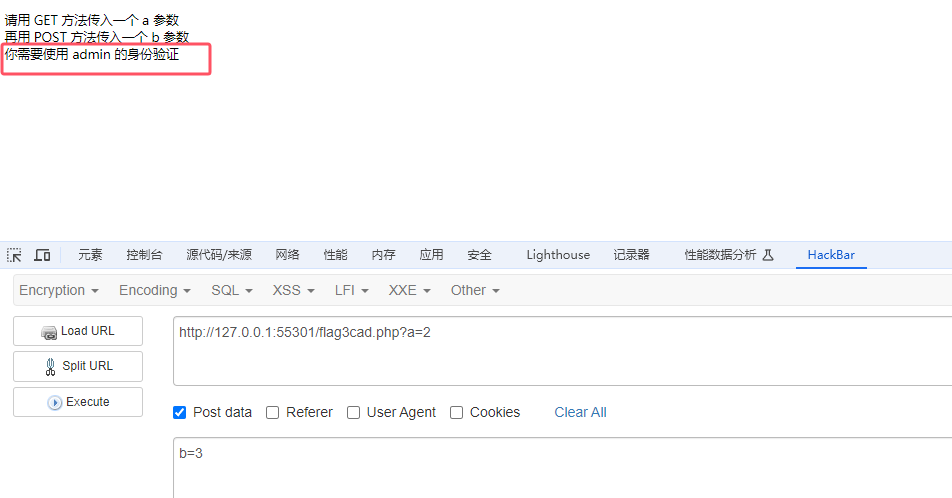 请用 GET 方法传入一个 a 参数
再用 POST 方法传入一个 b 参数
你需要使用 admin 的身份验证
元素 控制台 源代码/来源 网络 性能 内存 应用 安全 Lighthouse 记录器 性能数据分析 HackBar
Encryption Encoding SQL XSS LFI XXE Other
Load URL
http://127.0.0.1:55301/flag3cad.php?a=2
Split URL
Execute
Post data Referer User Agent Cookies Clear All
b=3